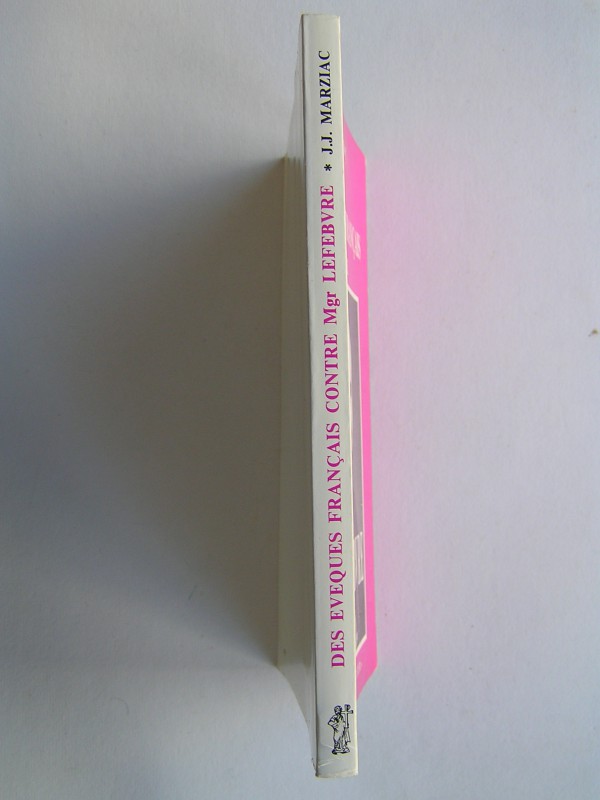 DES EVEQUES FRANÇAIS CONTRE Mgr LEFEBVRE * J.J. MARZIAC